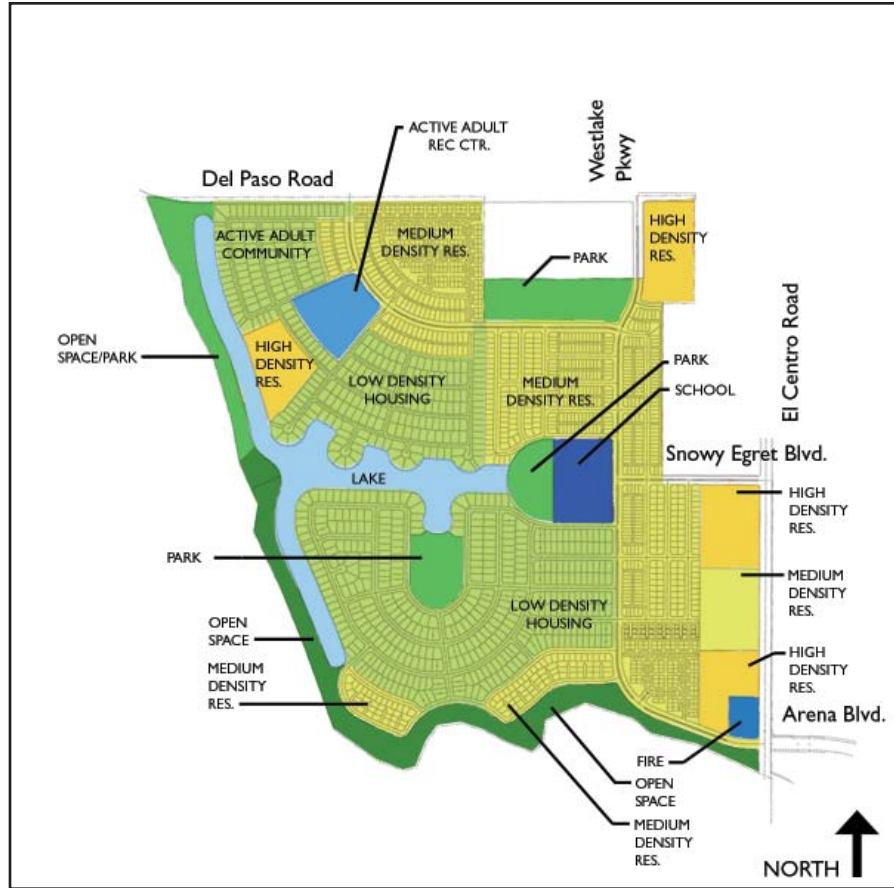 ACTIVE ADULT
REC CTR.
Westlake
Pkwy
Del Paso Road
HIGH
DENSITY
RES.
ACTIVE ADULT
COMMUNITY
MEDIUM
DENSITY RES.
PARK
OPEN
SPACE/PARK
HIGH
DENSITY
RES.
LOW DENSITY
HOUSING
MEDIUM
DENSITY RES.
PARK
SCHOOL
El Centro Road
Snowy Egret Blvd.
LAKE
HIGH
DENSITY
RES.
PARK
MEDIUM
DENSITY
RES.
LOW DENSITY
HOUSING
OPEN
SPACE
MEDIUM
DENSITY
RES.
HIGH
DENSITY
RES.
Arena Blvd.
FIRE
OPEN
SPACE
MEDIUM
DENSITY
RES.
NORTH